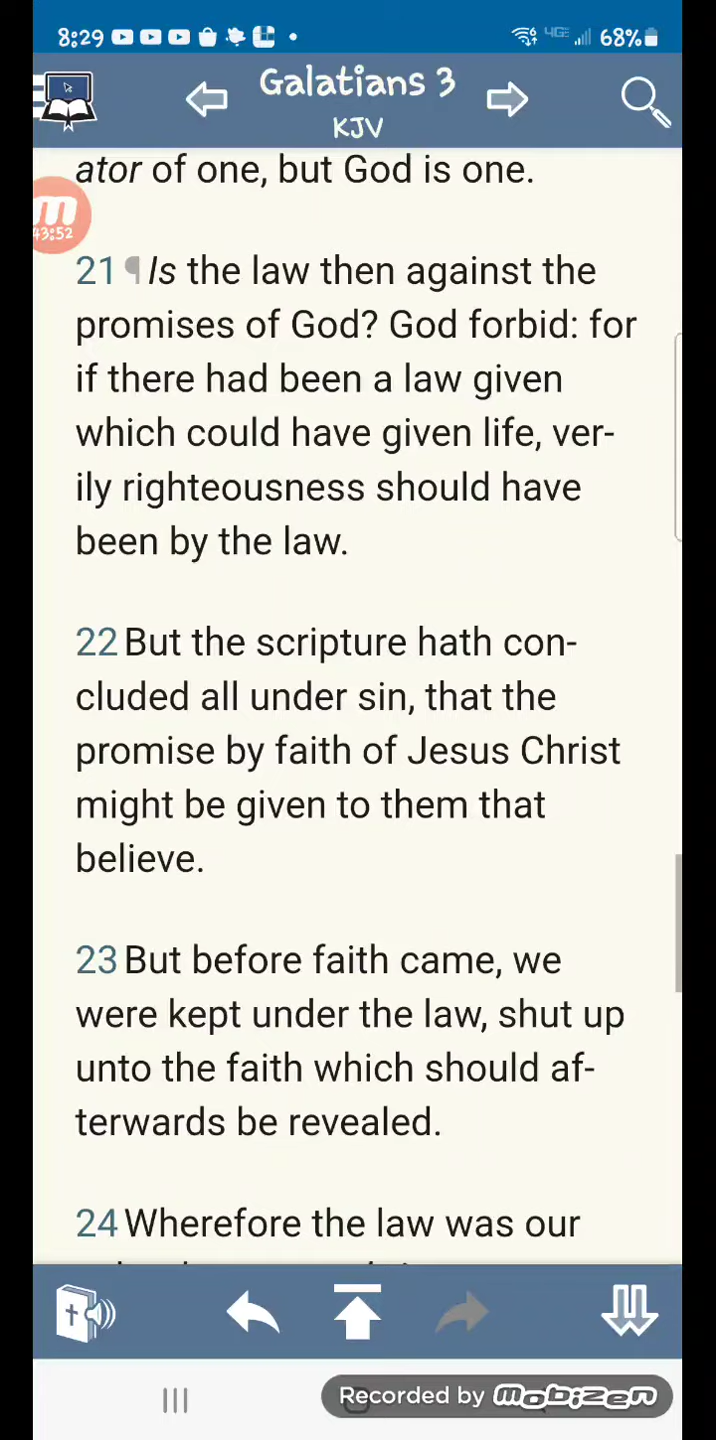 8:29
4GE
68%
Galatians 3
KJV
ator of one, but God is one.
m
43:52
21 ¶ Is the law then against the
promises of God? God forbid: for
if there had been a law given
which could have given life, ver-
ily righteousness should have
been by the law.
22 But the scripture hath con-
cluded all under sin, that the
promise by faith of Jesus Christ
might be given to them that
believe.
23 But before faith came, we
were kept under the law, shut up
unto the faith which should af-
terwards be revealed.
24 Wherefore the law was our
Recorded by mobizen